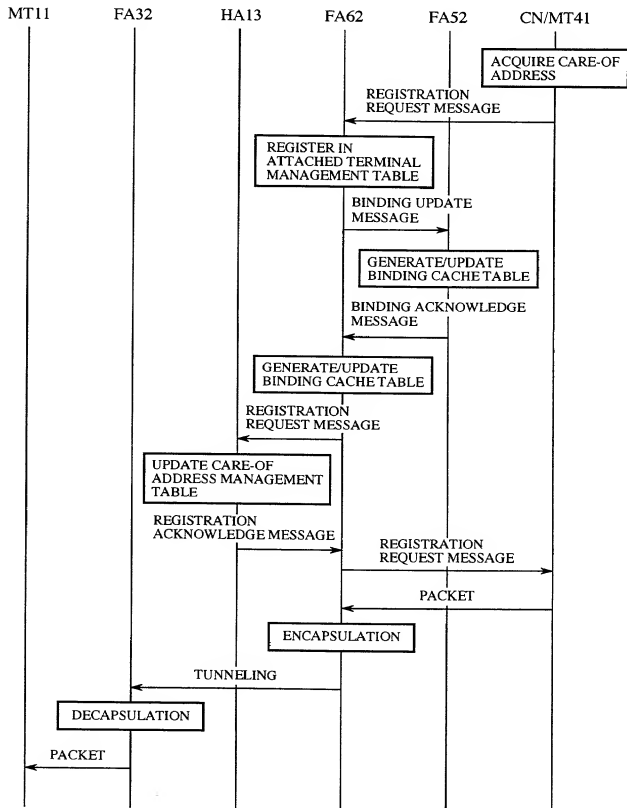 MT11 FA32 HA13 FA62 FA52 CN/MT41
ACQUIRE CARE-OF
ADDRESS
REGISTRATION
REQUEST MESSAGE
REGISTER IN
ATTACHED TERMINAL
MANAGEMENT TABLE
BINDING UPDATE
MESSAGE
GENERATE/UPDATE
BINDING CACHE TABLE
BINDING ACKNOWLEDGE
MESSAGE
GENERATE/UPDATE
BINDING CACHE TABLE
REGISTRATION
REQUEST MESSAGE
UPDATE CARE-OF
ADDRESS MANAGEMENT
TABLE
REGISTRATION
ACKNOWLEDGE MESSAGE
REGISTRATION
REQUEST MESSAGE
PACKET
ENCAPSULATION
TUNNELING
DECAPSULATION
PACKET